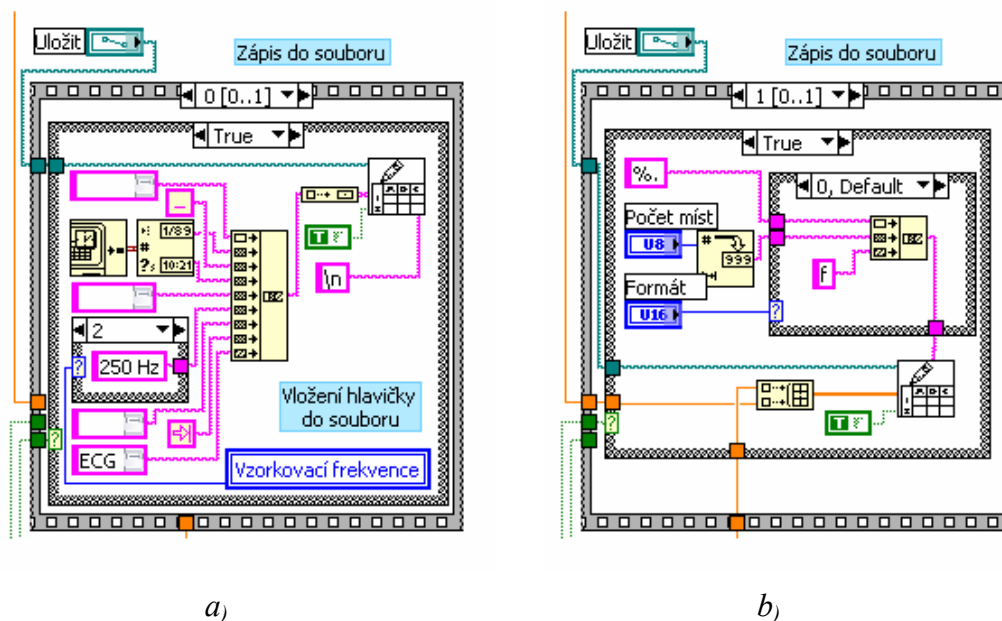 Uložit
Zápis do souboru
0 [0..1]
True
_
1/89
#
10:21
T F
\n
2
250 Hz
Vložení hlavičky
do souboru
ECG
Vzorkovací frekvence
a)
Uložit
Zápis do souboru
1 [0..1]
True
%.
0, Default
Počet míst
U8
#
999
f
Formát
U16
?
T F
b)